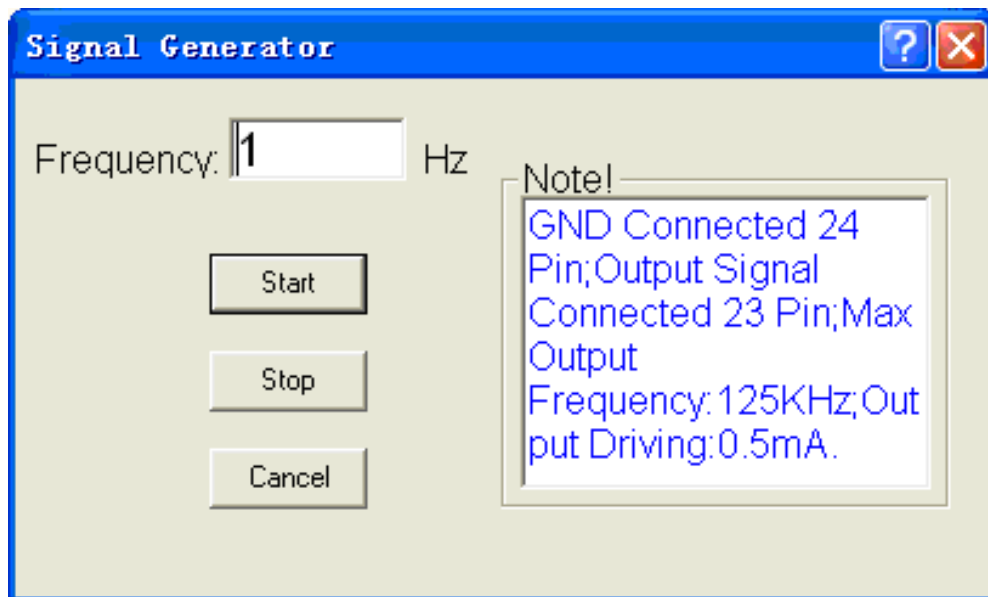 Signal Generator
Frequency: 1 Hz
Note!
GND Connected 24
Pin;Output Signal
Connected 23 Pin;Max
Output
Frequency:125KHz;Out
put Driving:0.5mA.
Start
Stop
Cancel